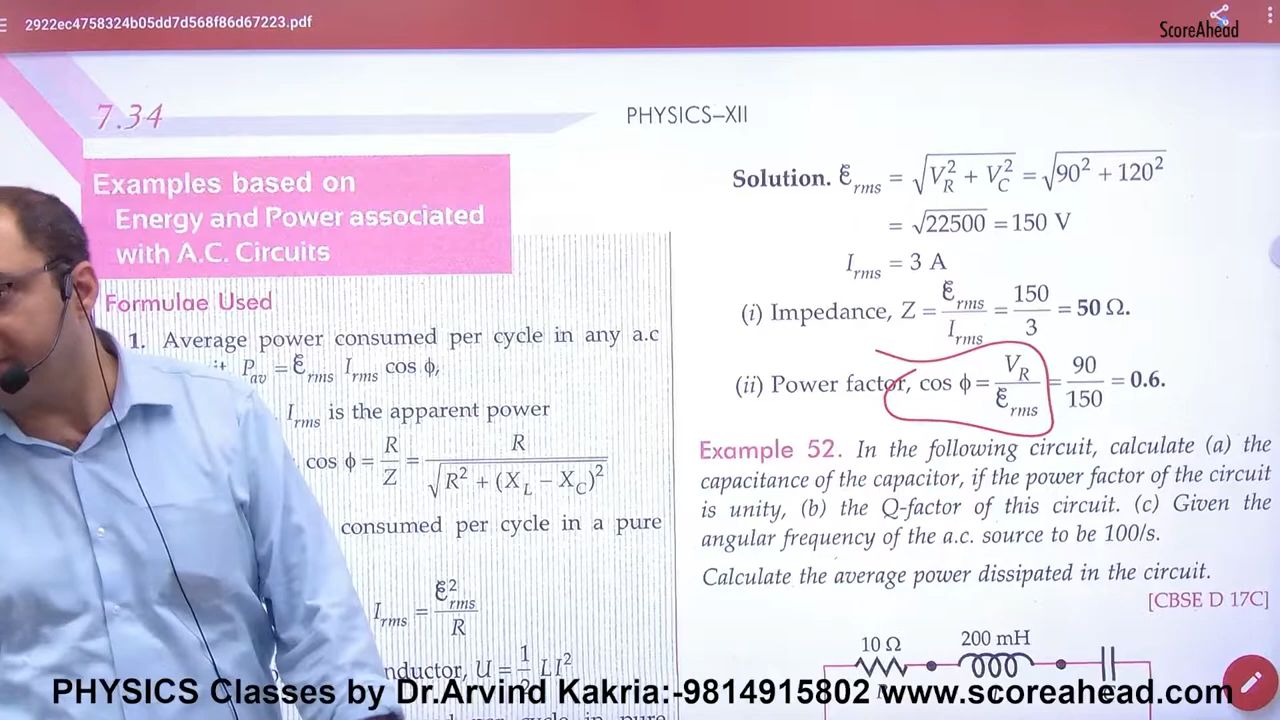 2922ec4758324b05dd7d568f86d67223.pdf
ScoreAhead
7.34
PHYSICS–XII
Examples based on
Energy and Power associated
with A.C. Circuits
Formulae Used
1. Average power consumed per cycle in any a.c
P_av = ℰ_rms I_rms cos ϕ,
I_rms is the apparent power
cos ϕ = R/Z = R/√(R² + (X_L − X_C)²)
consumed per cycle in a pure
I_rms = ℰ²_rms/R
nductor, U = 1/2 LI²
Solution. ℰ_rms = √(V_R² + V_C²) = √(90² + 120²)
= √22500 = 150 V
I_rms = 3 A
(i) Impedance, Z = ℰ_rms/I_rms = 150/3 = 50 Ω.
(ii) Power factor, cos ϕ = V_R/ℰ_rms = 90/150 = 0.6.
Example 52. In the following circuit, calculate (a) the
capacitance of the capacitor, if the power factor of the circuit
is unity, (b) the Q-factor of this circuit. (c) Given the
angular frequency of the a.c. source to be 100/s.
Calculate the average power dissipated in the circuit.
[CBSE D 17C]
10 Ω 200 mH
PHYSICS Classes by Dr.Arvind Kakria:-9814915802 www.scoreahead.com